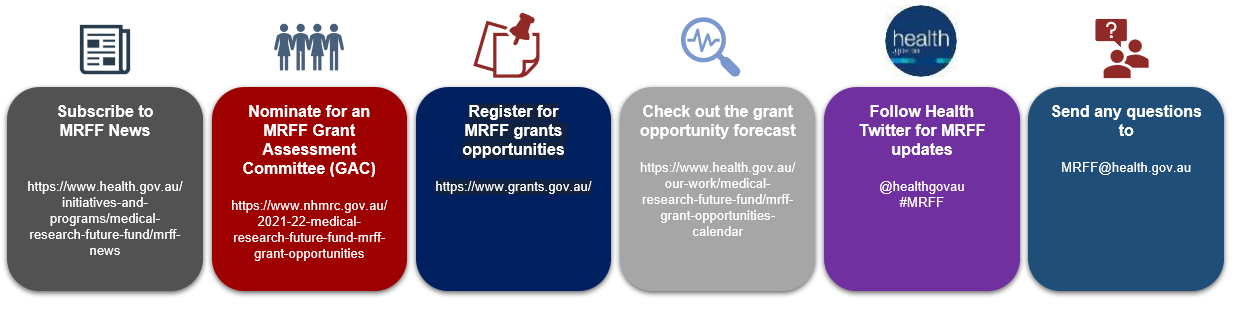 health
.gov.au
?
Subscribe to
MRFF News
https://www.health.gov.au/
initiatives-and-
programs/medical-
research-future-fund/mrff-
news
Nominate for an
MRFF Grant
Assessment
Committee (GAC)
https://www.nhmrc.gov.au/
2021-22-medical-
research-future-fund-mrff-
grant-opportunities
Register for
MRFF grants
opportunities
https://www.grants.gov.au/
Check out the grant
opportunity forecast
https://www.health.gov.au/
our-work/medical-
research-future-fund/mrff-
grant-opportunities-
calendar
Follow Health
Twitter for MRFF
updates
@healthgovau
#MRFF
Send any questions
to
MRFF@health.gov.au